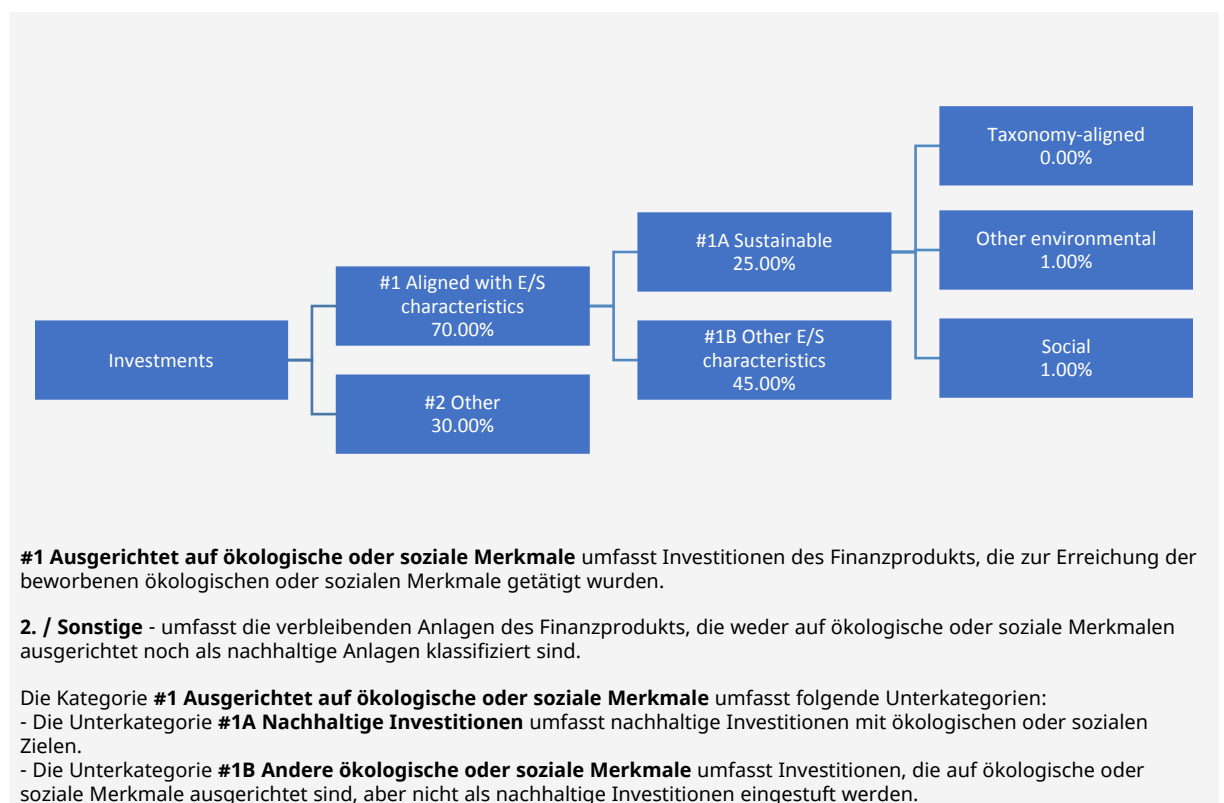 Investments
#1 Aligned with E/S
characteristics
70.00%
#2 Other
30.00%
#1A Sustainable
25.00%
#1B Other E/S
characteristics
45.00%
Taxonomy-aligned
0.00%
Other environmental
1.00%
Social
1.00%
#1 Ausgerichtet auf ökologische oder soziale Merkmale umfasst Investitionen des Finanzprodukts, die zur Erreichung der
beworbenen ökologischen oder sozialen Merkmale getätigt wurden.
2. / Sonstige - umfasst die verbleibenden Anlagen des Finanzprodukts, die weder auf ökologische oder soziale Merkmalen
ausgerichtet noch als nachhaltige Anlagen klassifiziert sind.
Die Kategorie #1 Ausgerichtet auf ökologische oder soziale Merkmale umfasst folgende Unterkategorien:
- Die Unterkategorie #1A Nachhaltige Investitionen umfasst nachhaltige Investitionen mit ökologischen oder sozialen
Zielen.
- Die Unterkategorie #1B Andere ökologische oder soziale Merkmale umfasst Investitionen, die auf ökologische oder
soziale Merkmale ausgerichtet sind, aber nicht als nachhaltige Investitionen eingestuft werden.